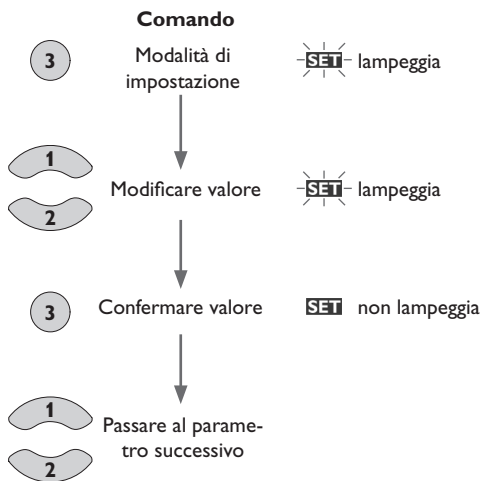 Comando
3 Modalità di impostazione SET lampeggia
1
2 Modificare valore SET lampeggia
3 Confermare valore SET non lampeggia
1
2 Passare al parame-
tro successivo